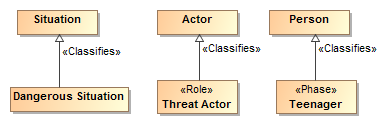 Situation
Actor
Person
«Classifies»
«Classifies»
«Classifies»
Dangerous Situation
«Role»
Threat Actor
«Phase»
Teenager